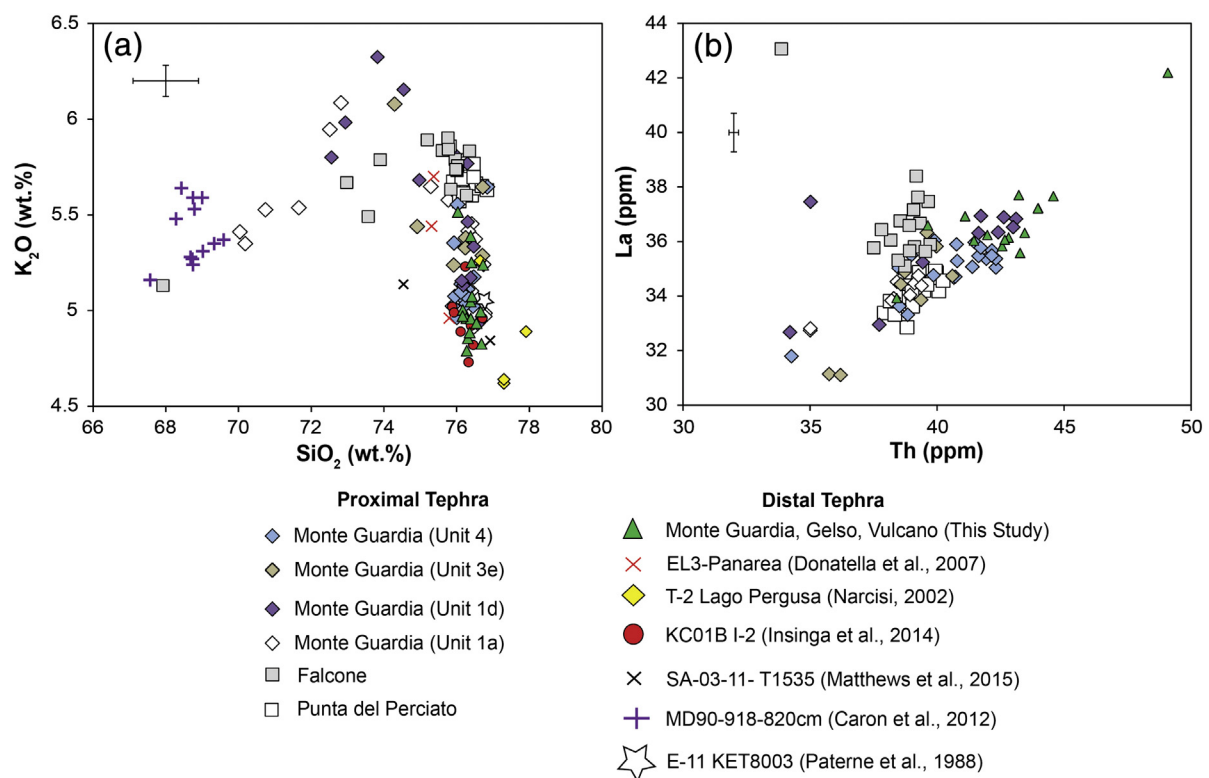 (a)
6.5
6
5.5
5
4.5
K₂O (wt.%)
66 68 70 72 74 76 78 80
SiO₂ (wt.%)
(b)
44
42
40
38
36
34
32
30
La (ppm)
30 35 40 45 50
Th (ppm)
Proximal Tephra
Monte Guardia (Unit 4)
Monte Guardia (Unit 3e)
Monte Guardia (Unit 1d)
Monte Guardia (Unit 1a)
Falcone
Punta del Perciato
Distal Tephra
Monte Guardia, Gelso, Vulcano (This Study)
EL3-Panarea (Donatella et al., 2007)
T-2 Lago Pergusa (Narcisi, 2002)
KC01B I-2 (Insinga et al., 2014)
SA-03-11- T1535 (Matthews et al., 2015)
MD90-918-820cm (Caron et al., 2012)
E-11 KET8003 (Paterne et al., 1988)